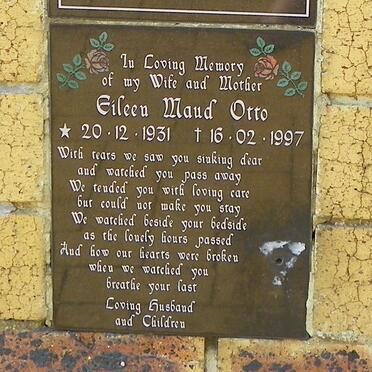 In Loving Memory
of my Wife and Mother
Eileen Maud Otto
★ 20·12·1931 † 16·02·1997
With tears we saw you sinking dear
and watched you pass away
We tended you with loving care
but could not make you stay
We watched beside your bedside
as the lonely hours passed
And how our hearts were broken
when we watched you
breathe your last
Loving Husband
and Children